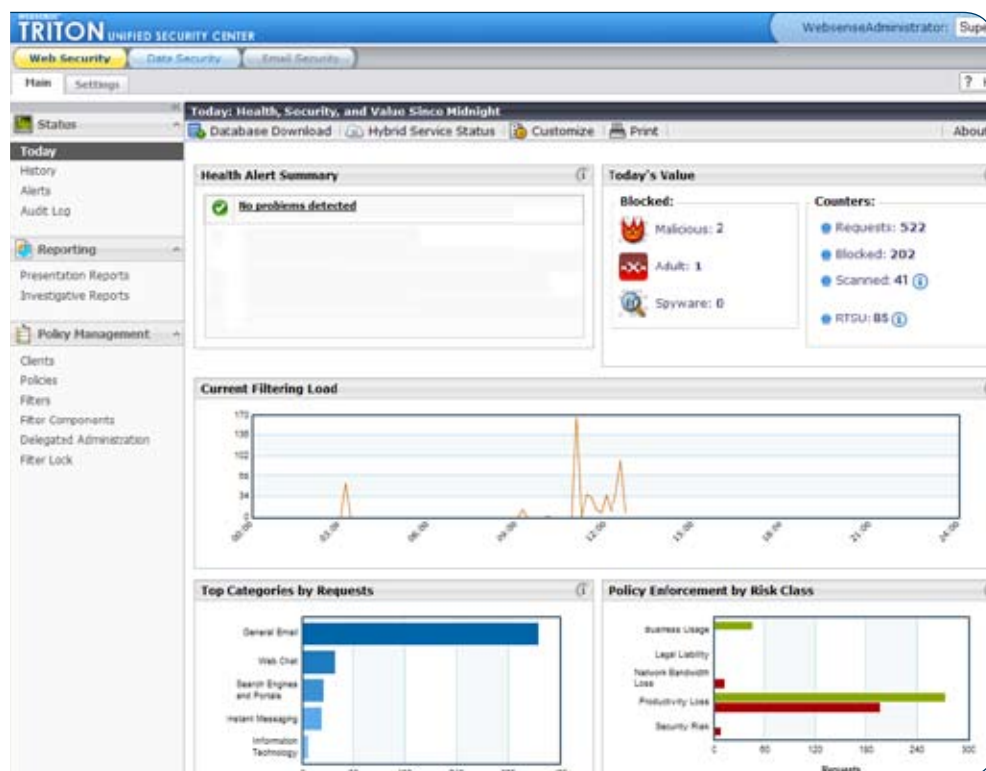 websense
TRITON UNIFIED SECURITY CENTER
WebsenseAdministrator: Supe
Web Security
Data Security
Email Security
Main
Settings
?
Status
Today: Health, Security, and Value Since Midnight
Database Download
Hybrid Service Status
Customize
Print
About
Today
History
Alerts
Audit Log
Reporting
Presentation Reports
Investigative Reports
Policy Management
Clients
Policies
Filters
Filter Components
Delegated Administration
Filter Lock
Health Alert Summary
No problems detected
Today's Value
Blocked:
Malicious: 2
XXX
Adult: 1
Spyware: 0
Counters:
Requests: 522
Blocked: 202
Scanned: 41
RTSU: 85
Current Filtering Load
170
136
102
68
34
0
00:00
03:00
06:00
09:00
12:00
15:00
18:00
21:00
24:00
Top Categories by Requests
General Email
Web Chat
Search Engines
and Portals
Instant Messaging
Information
Technology
Policy Enforcement by Risk Class
Business Usage
Legal Liability
Network Bandwidth
Loss
Productivity Loss
Security Risk
0
60
120
180
240
300
Requests